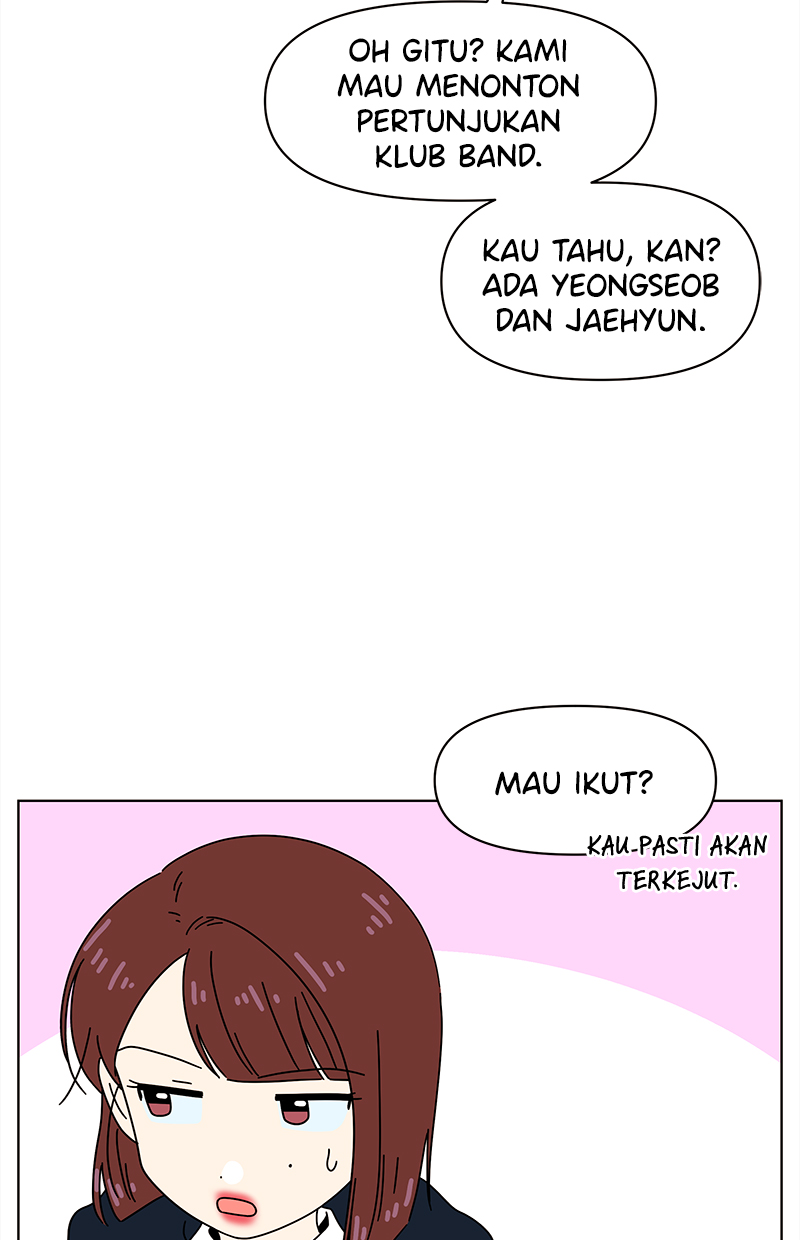 OH GITU? KAMI
MAU MENONTON
PERTUNJUKAN
KLUB BAND.
KAU TAHU, KAN?
ADA YEONGSEOB
DAN JAEHYUN.
MAU IKUT?
KAU PASTI AKAN
TERKEJUT.